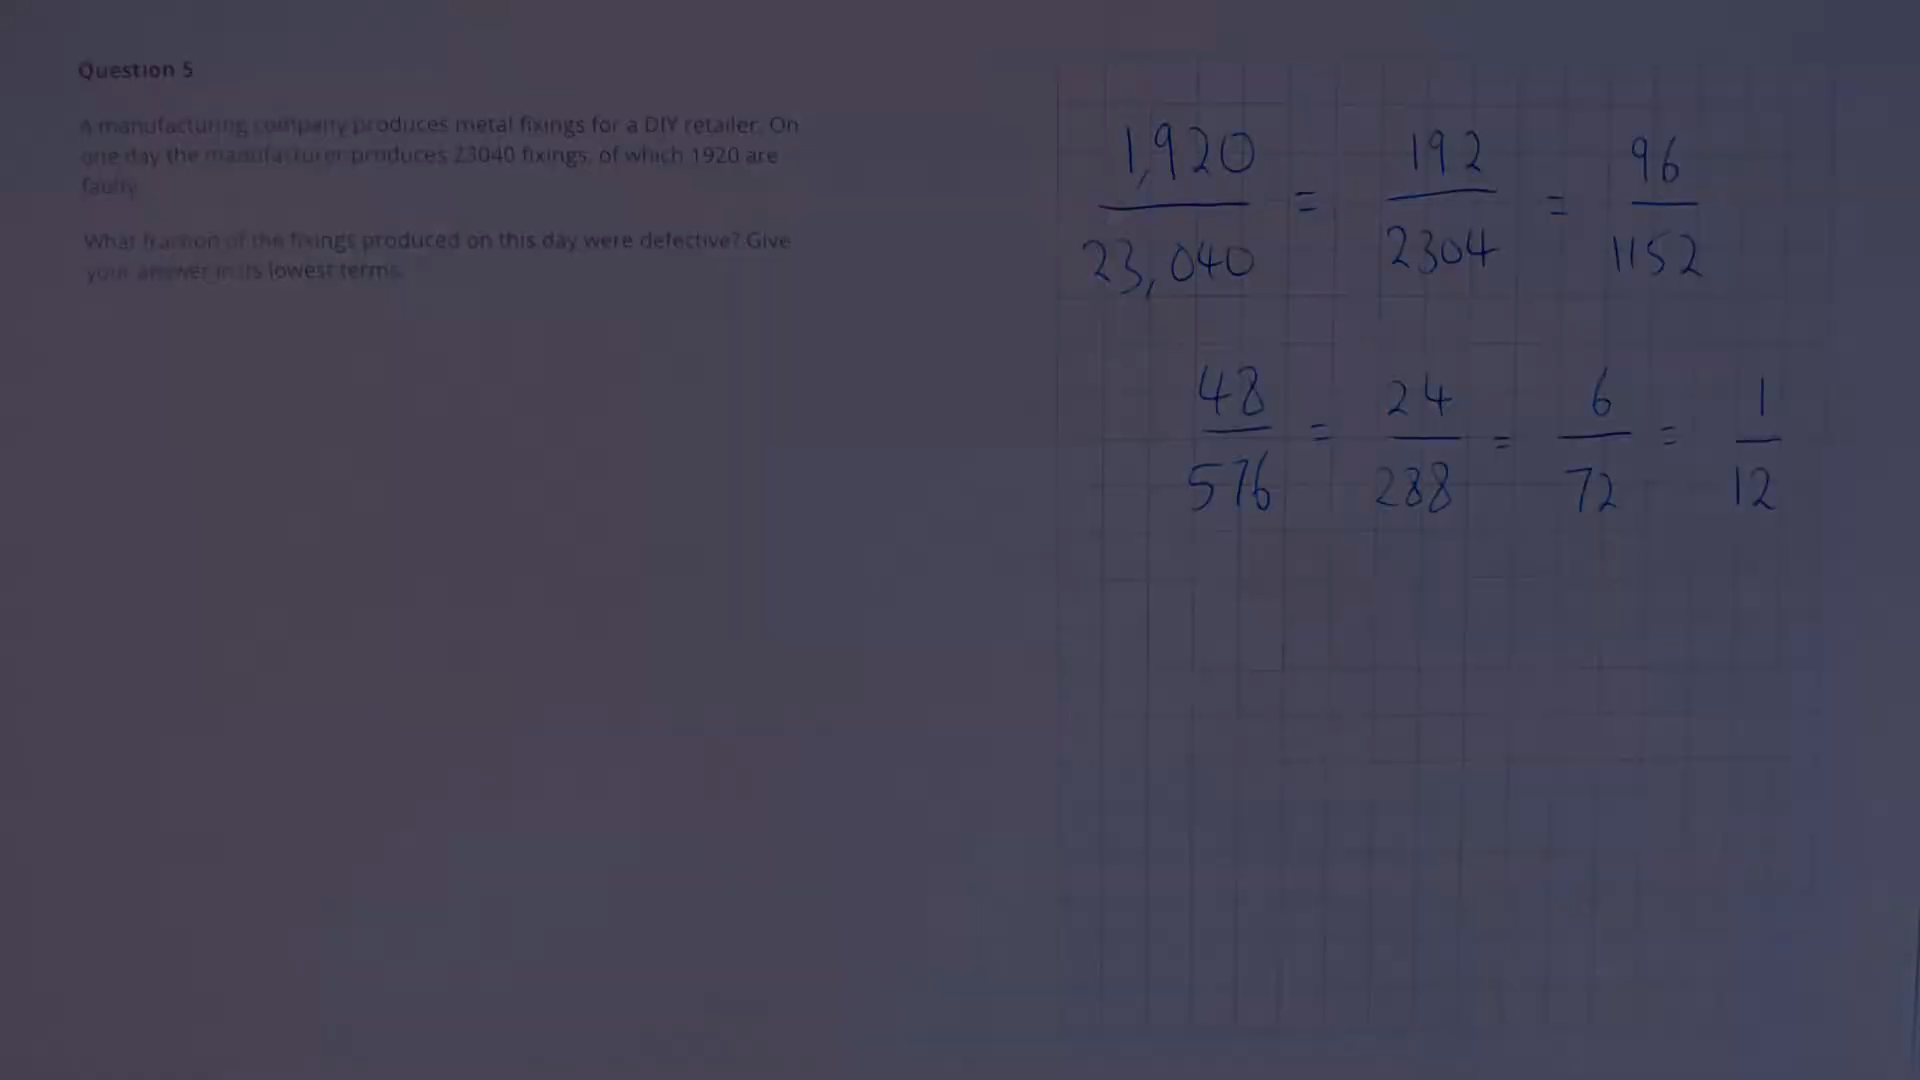 Question 5
A manufacturing company produces metal fixings for a DIY retailer. On
one day the manufacturer produces 23040 fixings, of which 1920 are
faulty.
What fraction of the fixings produced on this day were defective? Give
your answer in its lowest terms.
1,920 / 23,040 = 192 / 2304 = 96 / 1152
48 / 576 = 24 / 288 = 6 / 72 = 1 / 12